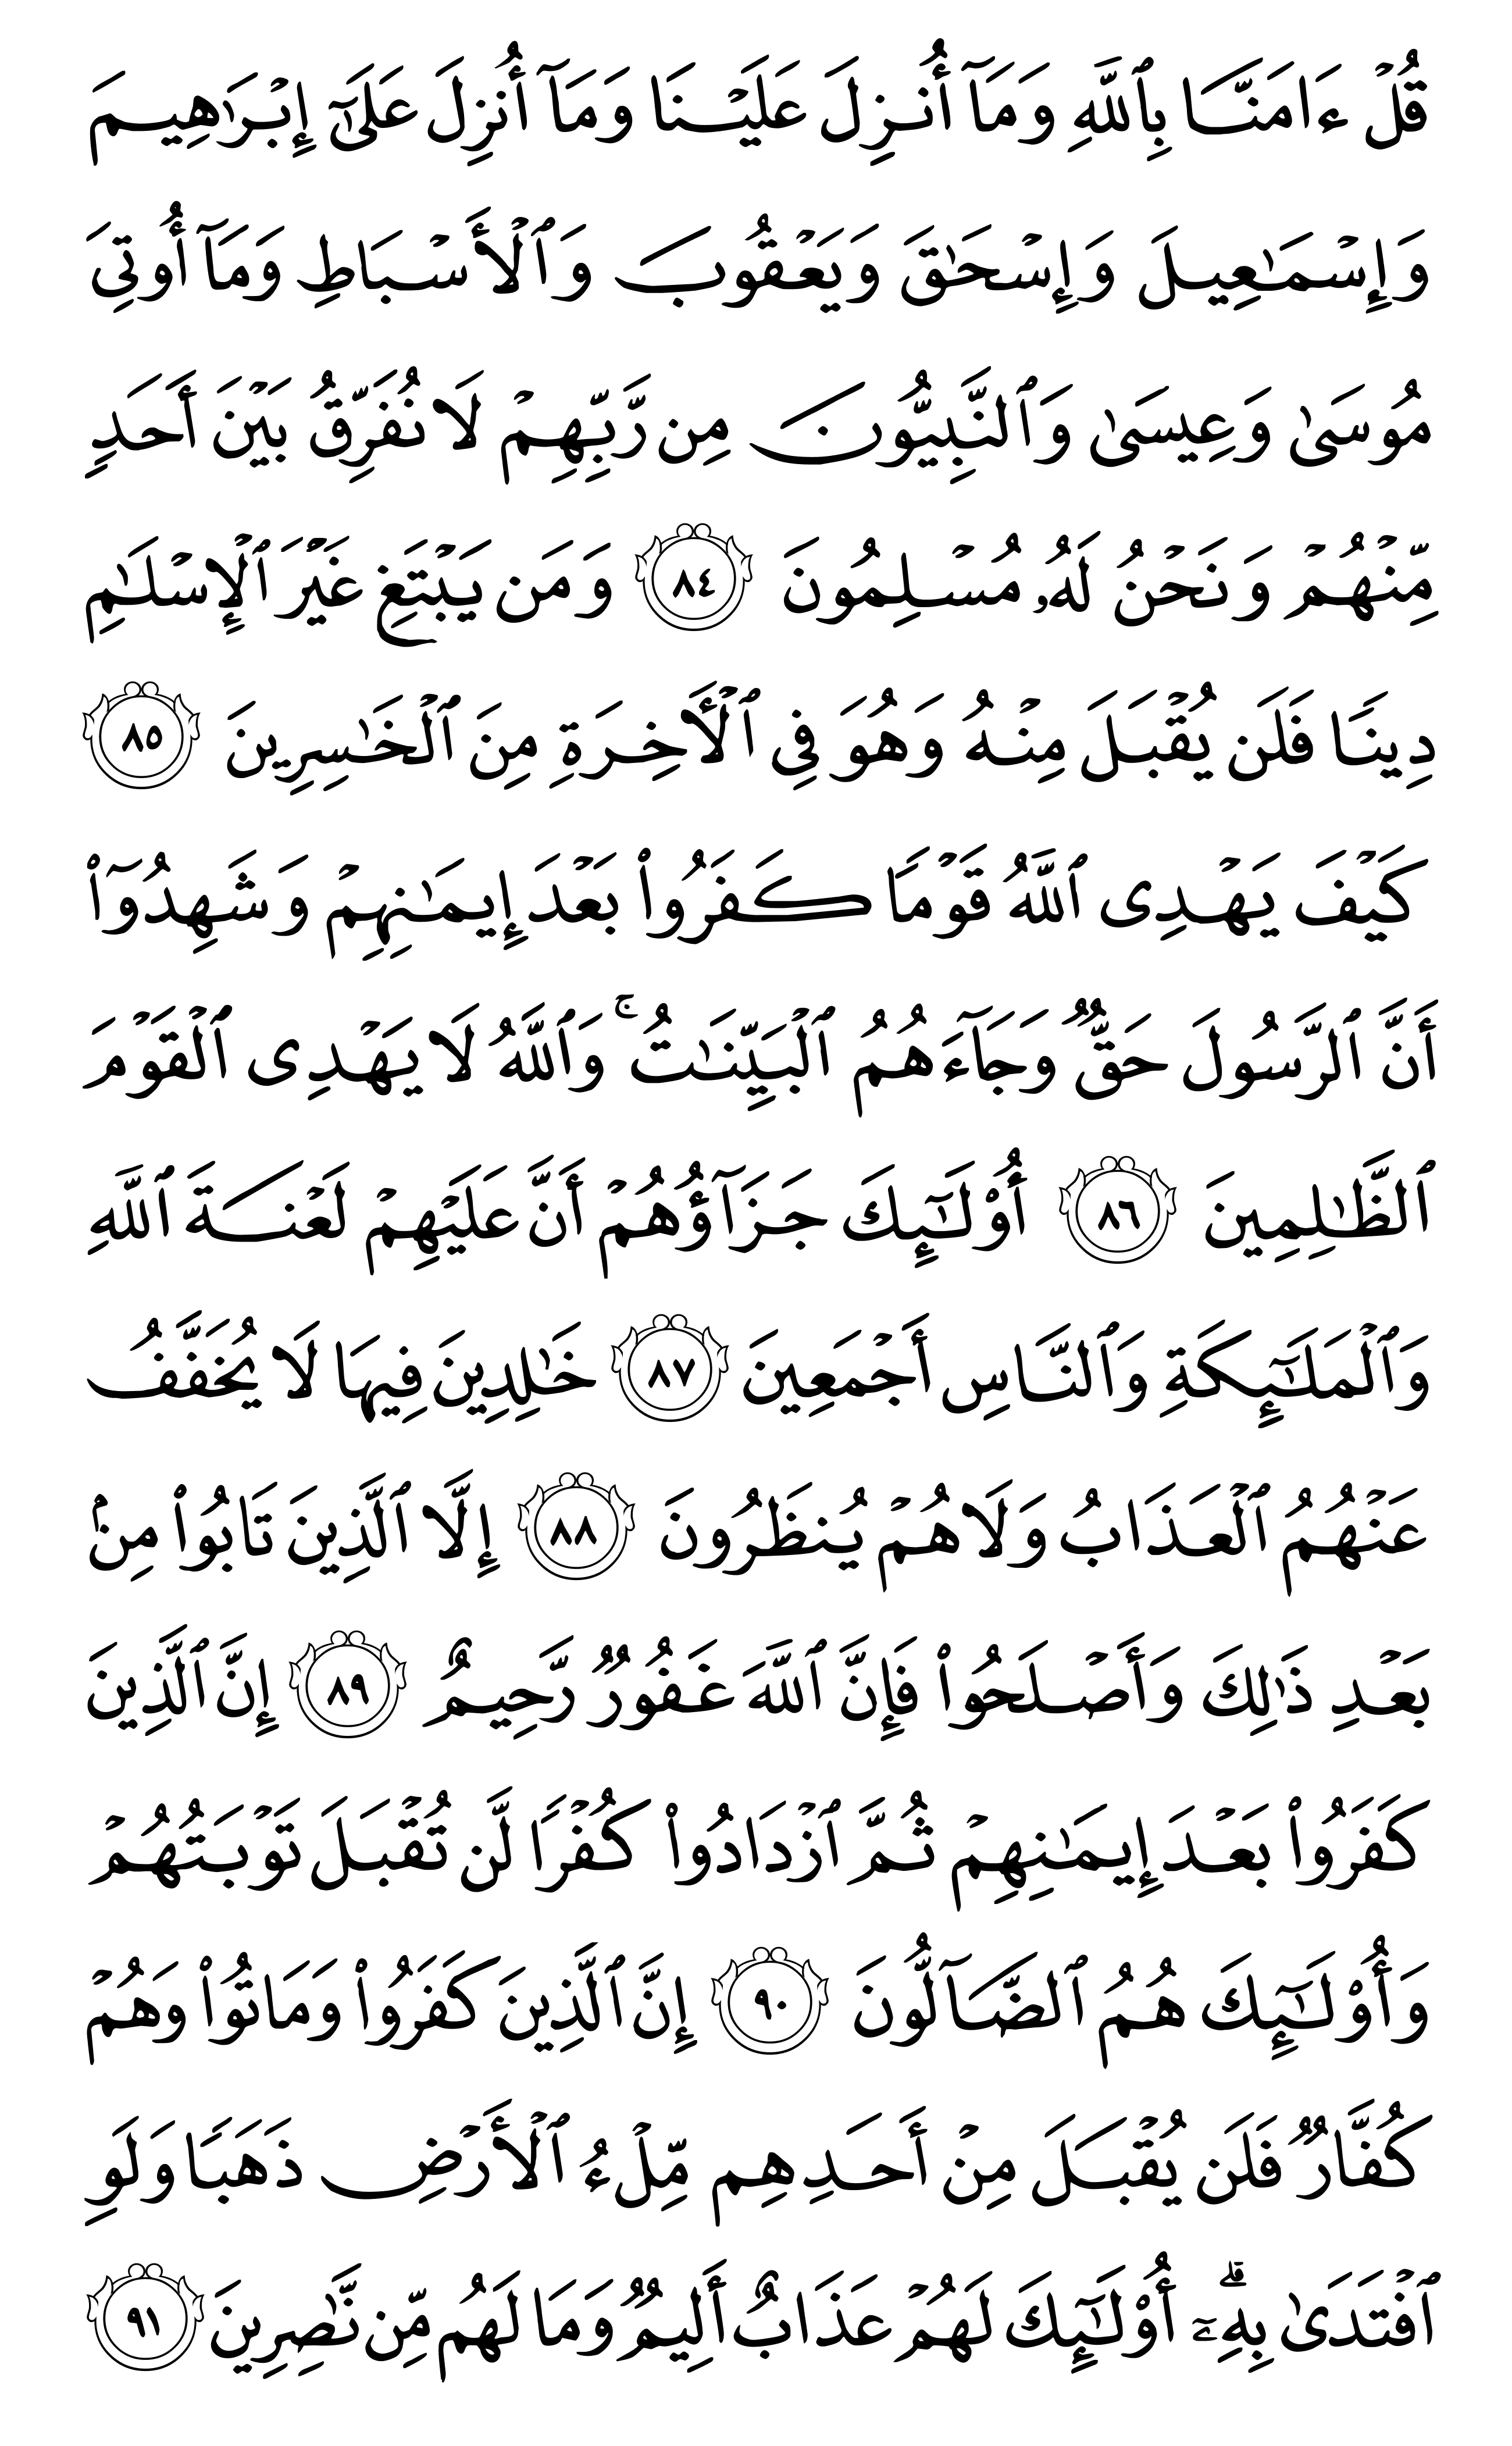 قُلْ ءَامَنَّا بِٱللَّهِ وَمَآ أُنزِلَ عَلَيْنَا وَمَآ أُنزِلَ عَلَىٰٓ إِبْرَٰهِيمَ
وَإِسْمَٰعِيلَ وَإِسْحَٰقَ وَيَعْقُوبَ وَٱلْأَسْبَاطِ وَمَآ أُوتِيَ
مُوسَىٰ وَعِيسَىٰ وَٱلنَّبِيُّونَ مِن رَّبِّهِمْ لَا نُفَرِّقُ بَيْنَ أَحَدٍ
مِّنْهُمْ وَنَحْنُ لَهُۥ مُسْلِمُونَ ٨٤ وَمَن يَبْتَغِ غَيْرَ ٱلْإِسْلَٰمِ
دِينًا فَلَن يُقْبَلَ مِنْهُ وَهُوَ فِي ٱلْأَخِرَةِ مِنَ ٱلْخَٰسِرِينَ ٨٥
كَيْفَ يَهْدِى ٱللَّهُ قَوْمًا كَفَرُوا۟ بَعْدَ إِيمَٰنِهِمْ وَشَهِدُوٓا۟
أَنَّ ٱلرَّسُولَ حَقٌّ وَجَآءَهُمُ ٱلْبَيِّنَٰتُ ۚ وَٱللَّهُ لَا يَهْدِى ٱلْقَوْمَ
ٱلظَّٰلِمِينَ ٨٦ أُو۟لَٰٓئِكَ جَزَآؤُهُمْ أَنَّ عَلَيْهِمْ لَعْنَةَ ٱللَّهِ
وَٱلْمَلَٰٓئِكَةِ وَٱلنَّاسِ أَجْمَعِينَ ٨٧ خَٰلِدِينَ فِيهَا لَا يُخَفَّفُ
عَنْهُمُ ٱلْعَذَابُ وَلَا هُمْ يُنظَرُونَ ٨٨ إِلَّا ٱلَّذِينَ تَابُوا۟ مِنۢ
بَعْدِ ذَٰلِكَ وَأَصْلَحُوا۟ فَإِنَّ ٱللَّهَ غَفُورٌ رَّحِيمٌ ٨٩ إِنَّ ٱلَّذِينَ
كَفَرُوا۟ بَعْدَ إِيمَٰنِهِمْ ثُمَّ ٱزْدَادُوا۟ كُفْرًا لَّن تُقْبَلَ تَوْبَتُهُمْ
وَأُو۟لَٰٓئِكَ هُمُ ٱلضَّآلُّونَ ٩٠ إِنَّ ٱلَّذِينَ كَفَرُوا۟ وَمَاتُوا۟ وَهُمْ
كُفَّارٌ فَلَن يُقْبَلَ مِنْ أَحَدِهِم مِّلْءُ ٱلْأَرْضِ ذَهَبًا وَلَوِ
ٱفْتَدَىٰ بِهِۦٓ ۗ أُو۟لَٰٓئِكَ لَهُمْ عَذَابٌ أَلِيمٌ وَمَا لَهُم مِّن نَّٰصِرِينَ ٩١